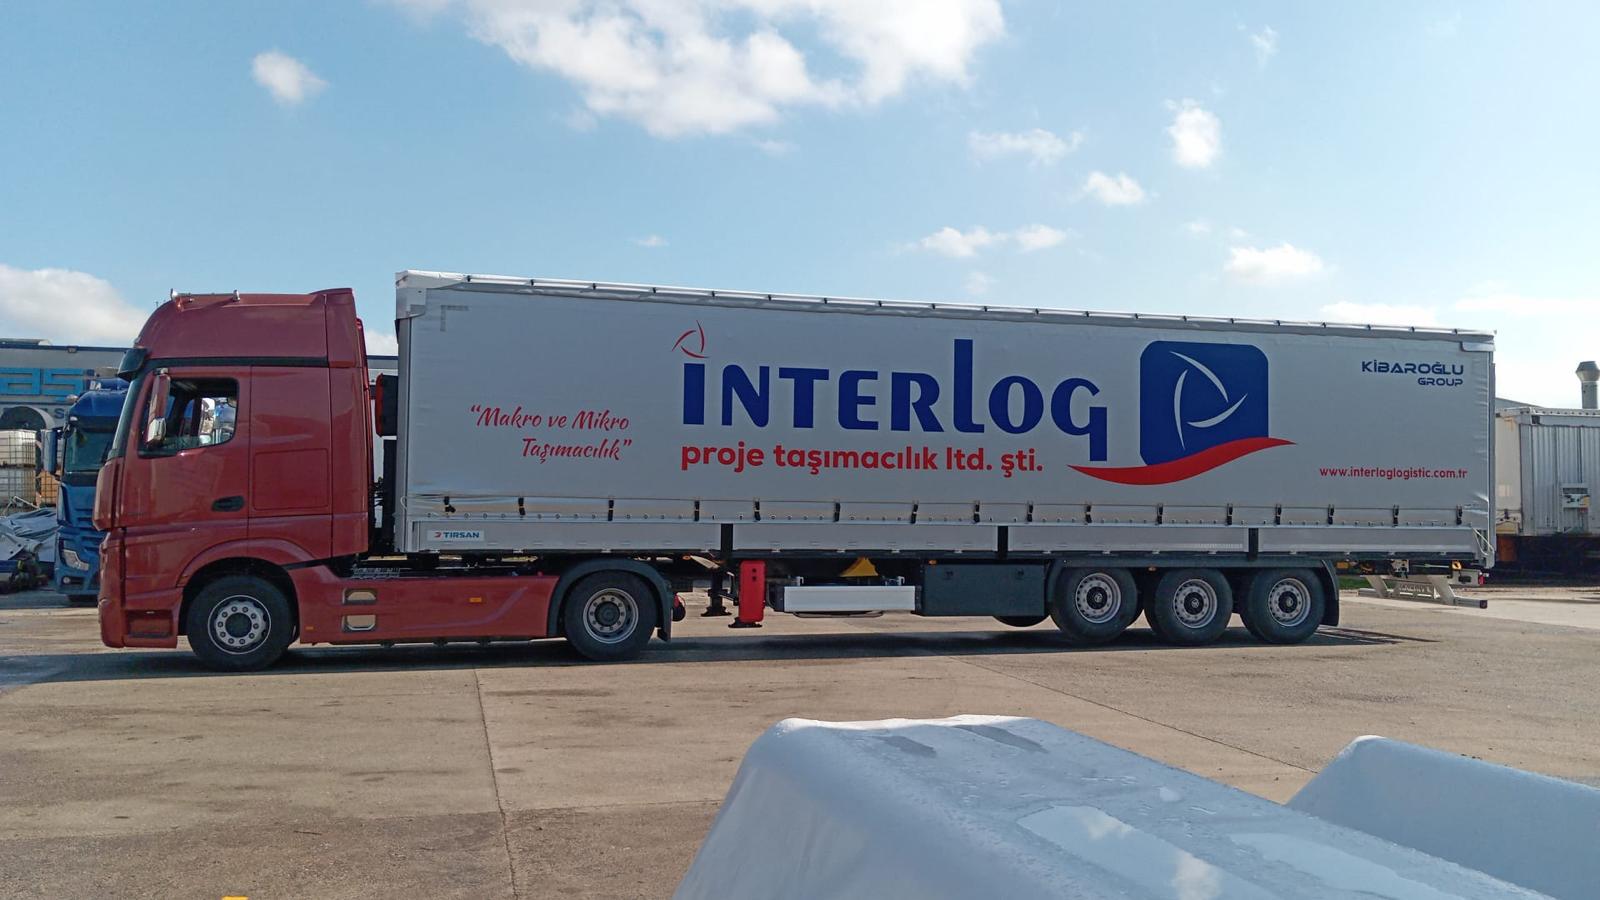 "Makro ve Mikro
Taşımacılık"
iNTERLOG
proje taşımacılık ltd. şti.
KİBAROĞLU
GROUP
www.interloglogistic.com.tr
TIRSAN